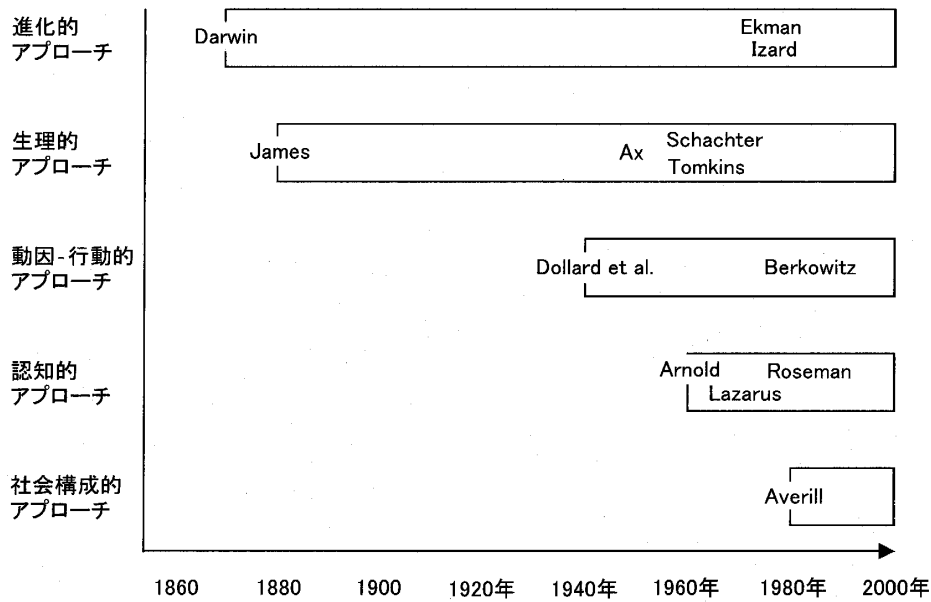 進化的
アプローチ
Darwin
Ekman
Izard
生理的
アプローチ
James
Ax
Schachter
Tomkins
動因-行動的
アプローチ
Dollard et al.
Berkowitz
認知的
アプローチ
Arnold
Roseman
Lazarus
社会構成的
アプローチ
Averill
1860 1880 1900 1920年 1940年 1960年 1980年 2000年